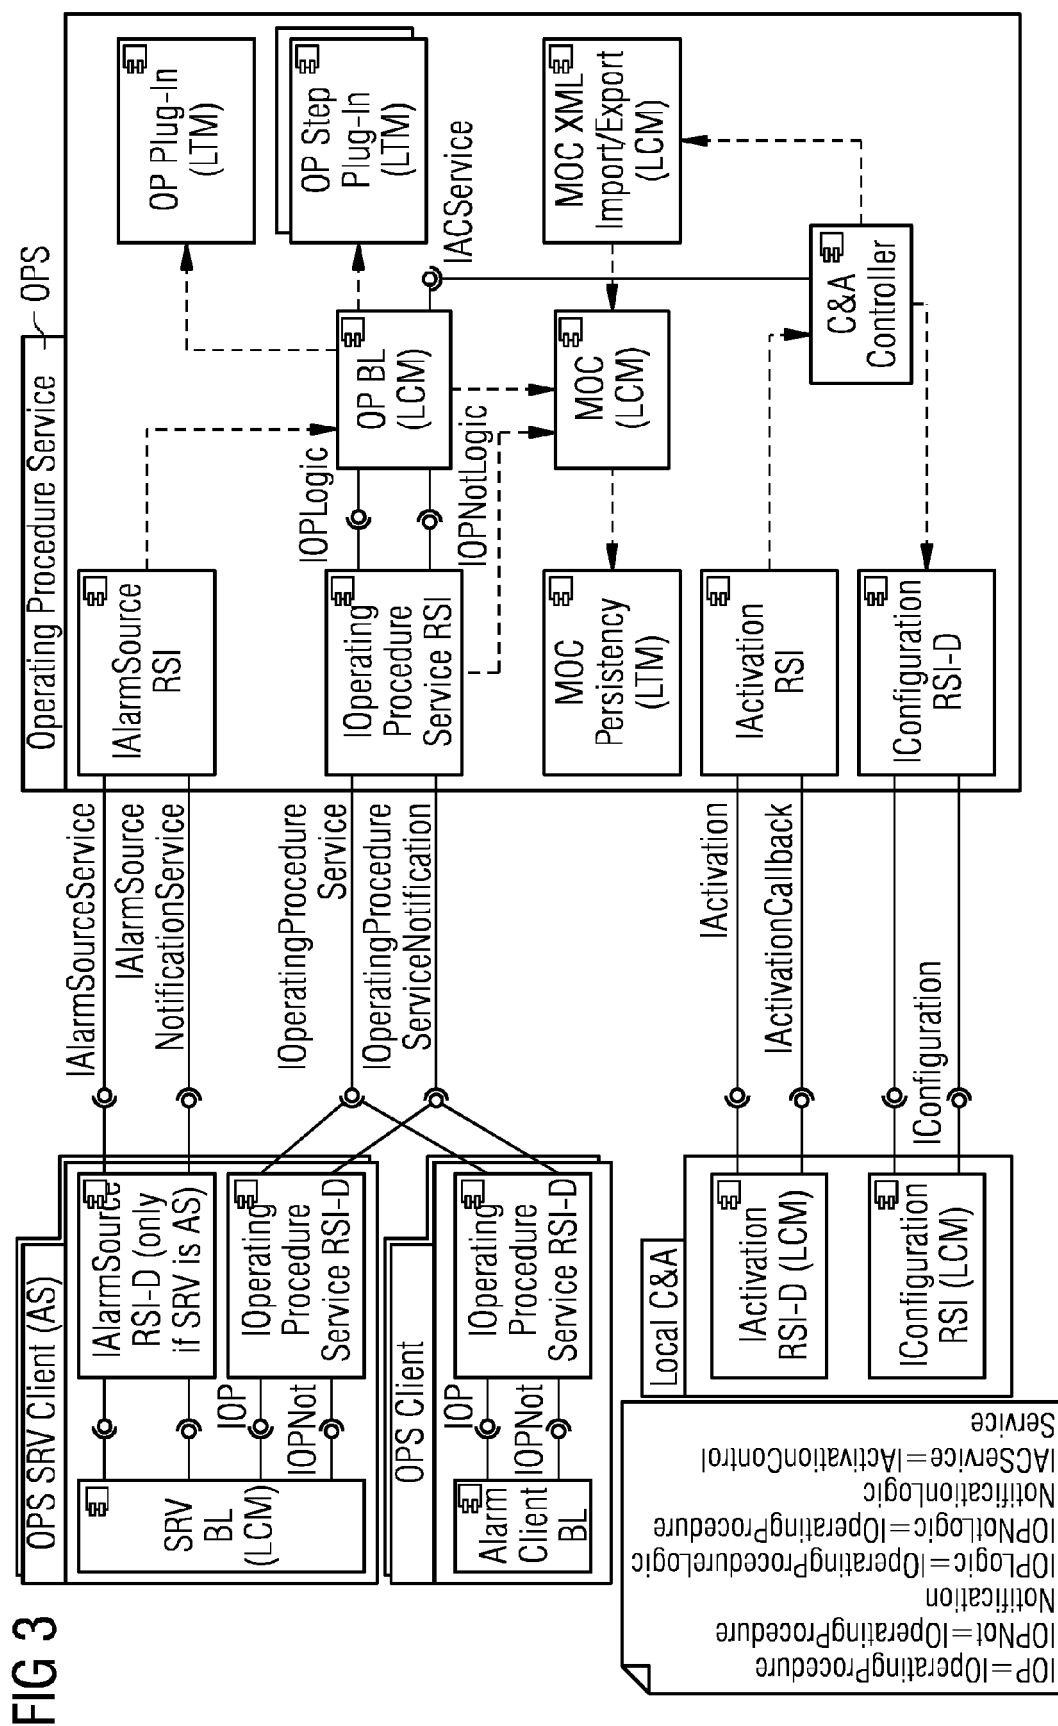 FIG 3
OPS SRV Client (AS)
SRV
BL
(LCM)
IAlarmSource
RSI-D (only
if SRV is AS)
IOP
IOPNot
IOperating
Procedure
Service RSI-D
OPS Client
Alarm
Client
BL
IOP
IOPNot
IOperating
Procedure
Service RSI-D
Local C&A
IActivation
RSI-D (LCM)
IConfiguration
RSI (LCM)
IAlarmSourceService
IAlarmSource
NotificationService
IOperatingProcedure
Service
IOperatingProcedure
ServiceNotification
IActivation
IActivationCallback
IConfiguration
Operating Procedure Service
OPS
IAlarmSource
RSI
IOperating
Procedure
Service RSI
IOPLogic
IOPNotLogic
MOC
Persistency
(LTM)
IActivation
RSI
IConfiguration
RSI-D
OP BL
(LCM)
MOC
(LCM)
C&A
Controller
IACService
OP Plug-In
(LTM)
OP Step
Plug-In
(LTM)
MOC XML
Import/Export
(LCM)
IOP=IOperatingProcedure
IOPNot=IOperatingProcedure
Notification
IOPLogic=IOperatingProcedureLogic
IOPNotLogic=IOperatingProcedure
NotificationLogic
IACService=IActivationControl
Service